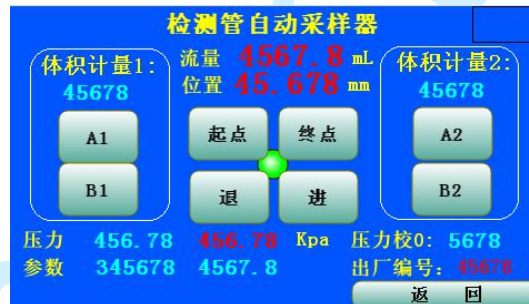 检测管自动采样器
体积计量1:
45678
流量 4567.8 mL
位置 45.678 mm
体积计量2:
45678
A1
B1
起点 终点
退 进
A2
B2
压力 456.78 456.78 Kpa 压力校0: 5678
参数 345678 4567.8 出厂编号: 45678
返 回